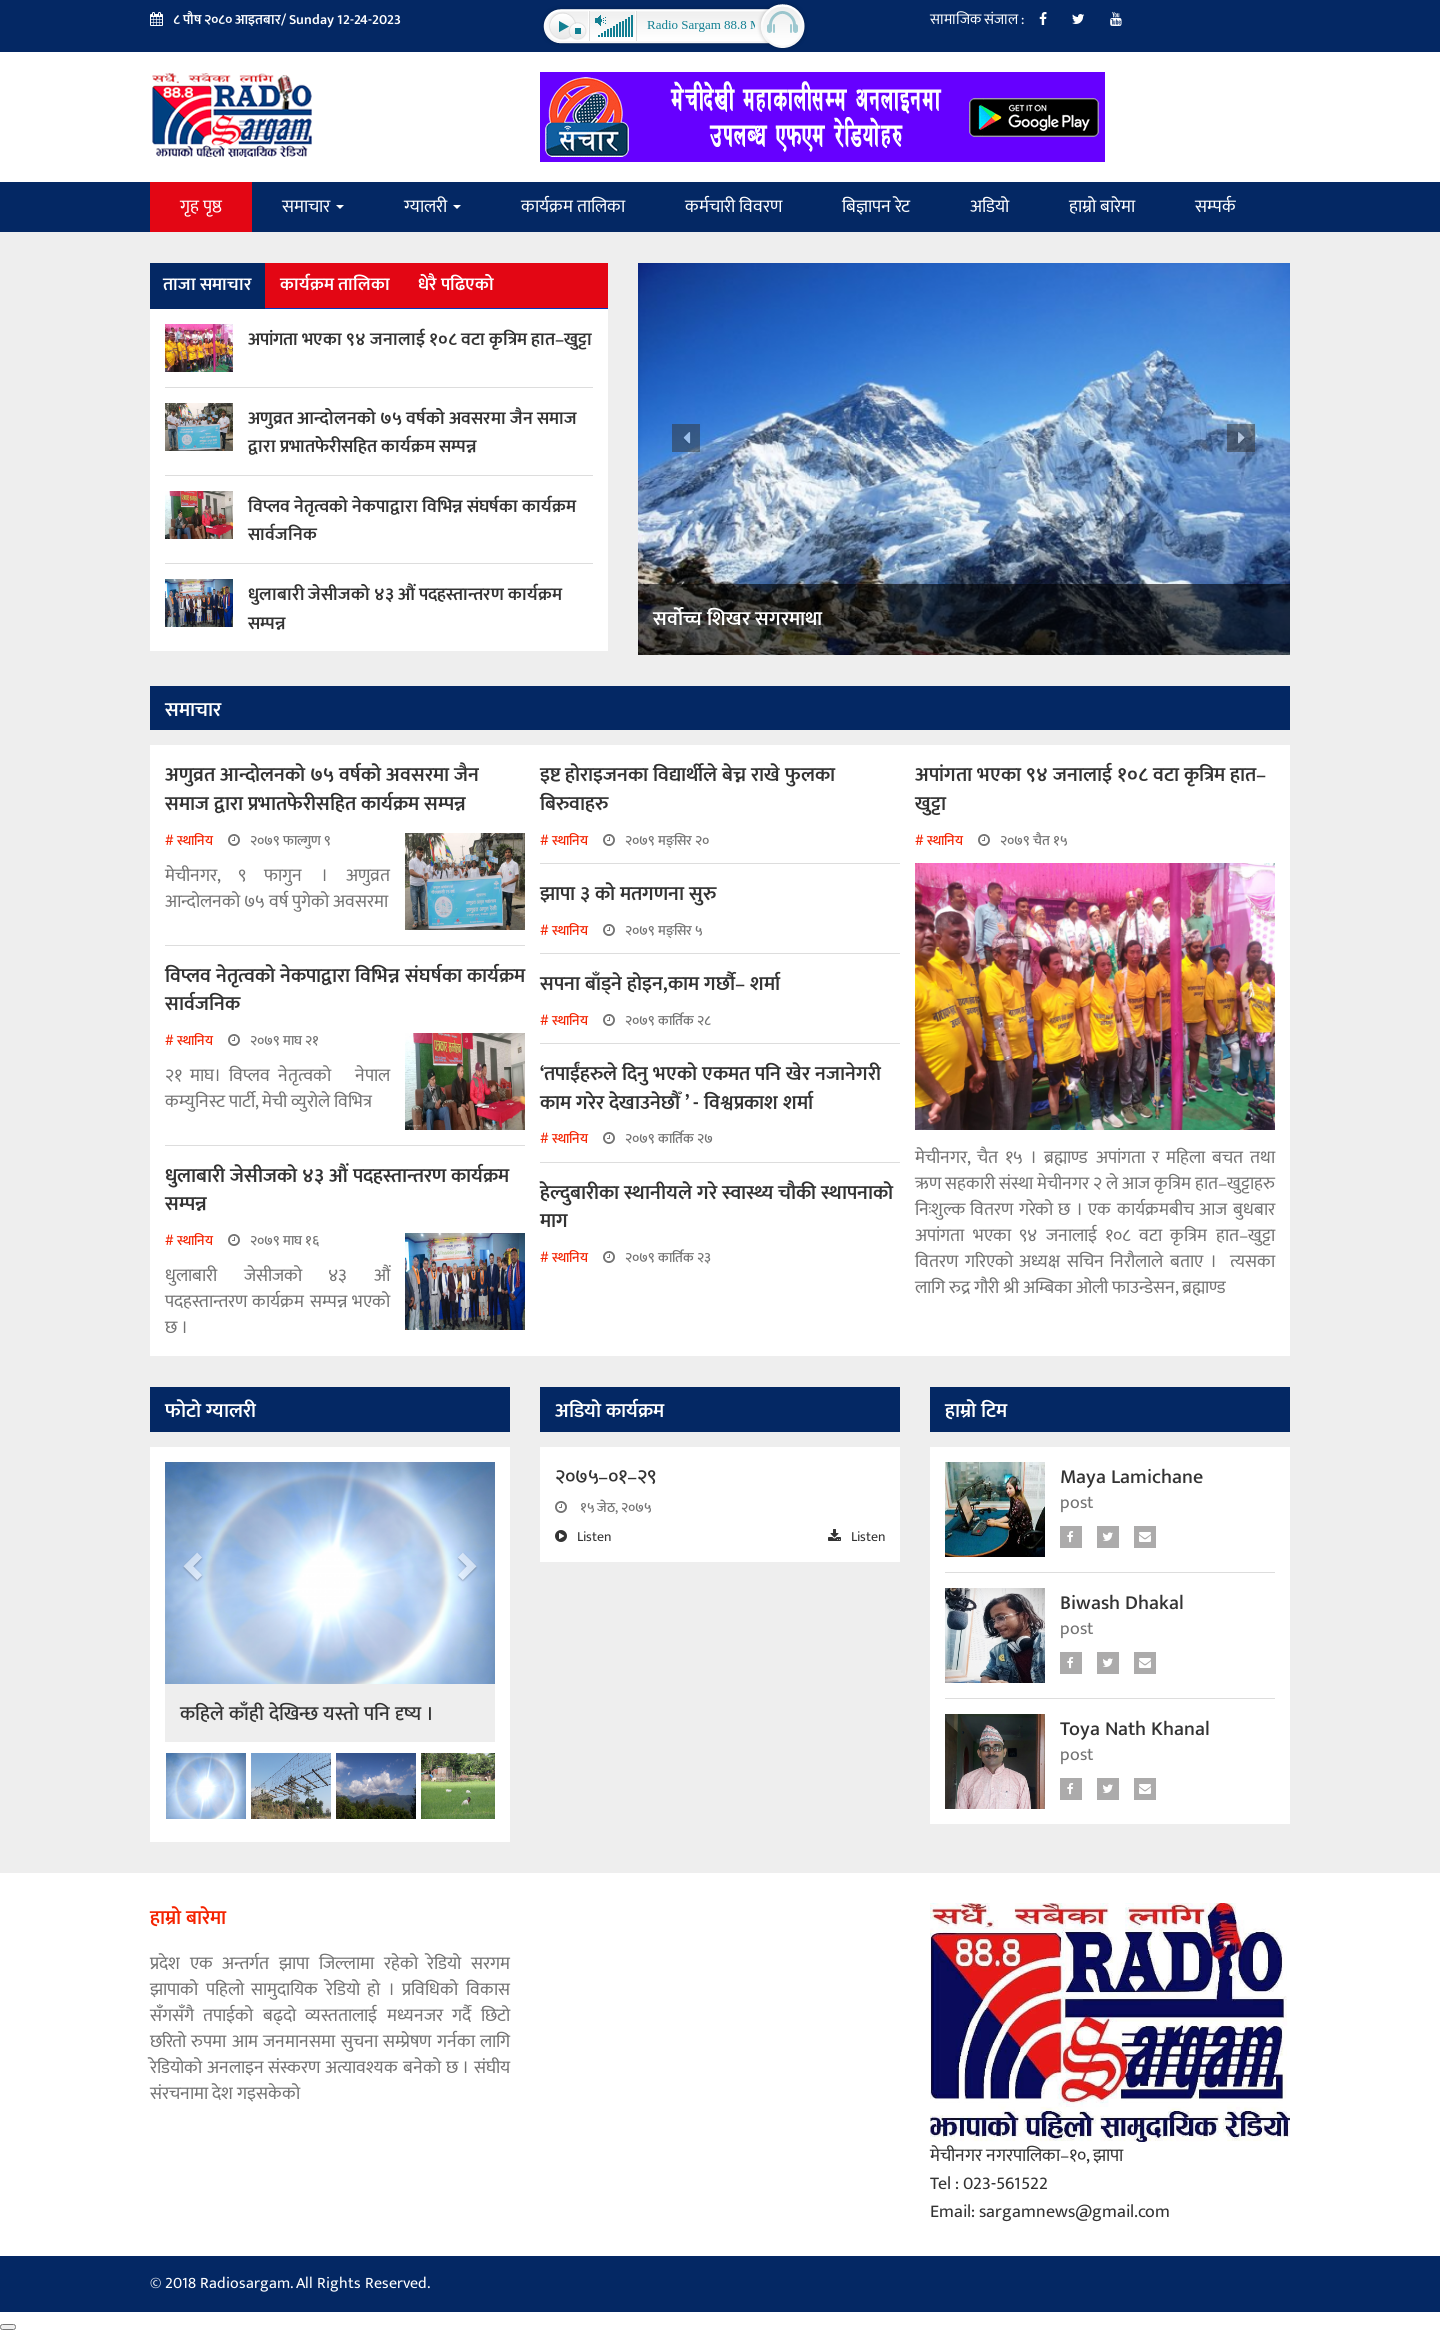 ८ पौष २०८० आइतबार/ Sunday 12-24-2023
Radio Sargam 88.8
सामाजिक संजाल :
सधैं, सबैका लागि
88.8 RADIO
Sargam
झापाको पहिलो सामुदायिक रेडियो
संचार
मेचीदेखी महाकालीसम्म अनलाइनमा
उपलब्ध एफएम रेडियोहरु
GET IT ON
Google Play
गृह पृष्ठ समाचार ग्यालरी कार्यक्रम तालिका कर्मचारी विवरण बिज्ञापन रेट अडियो हाम्रो बारेमा सम्पर्क
ताजा समाचार कार्यक्रम तालिका धेरै पढिएको
अपांगता भएका ९४ जनालाई १०८ वटा कृत्रिम हात–खुट्टा
अणुव्रत आन्दोलनको ७५ वर्षको अवसरमा जैन समाज
द्वारा प्रभातफेरीसहित कार्यक्रम सम्पन्न
विप्लव नेतृत्वको नेकपाद्वारा विभिन्न संघर्षका कार्यक्रम
सार्वजनिक
धुलाबारी जेसीजको ४३ औं पदहस्तान्तरण कार्यक्रम
सम्पन्न
सर्वोच्च शिखर सगरमाथा
समाचार
अणुव्रत आन्दोलनको ७५ वर्षको अवसरमा जैन
समाज द्वारा प्रभातफेरीसहित कार्यक्रम सम्पन्न
# स्थानिय २०७९ फाल्गुण ९
मेचीनगर, ९ फागुन । अणुव्रत
आन्दोलनको ७५ वर्ष पुगेको अवसरमा
विप्लव नेतृत्वको नेकपाद्वारा विभिन्न संघर्षका कार्यक्रम
सार्वजनिक
# स्थानिय २०७९ माघ २१
२१ माघ। विप्लव नेतृत्वको नेपाल
कम्युनिस्ट पार्टी, मेची व्युरोले विभित्र
धुलाबारी जेसीजको ४३ औं पदहस्तान्तरण कार्यक्रम
सम्पन्न
# स्थानिय २०७९ माघ १६
धुलाबारी जेसीजको ४३ औं
पदहस्तान्तरण कार्यक्रम सम्पन्न भएको
छ ।
इष्ट होराइजनका विद्यार्थीले बेच्न राखे फुलका
बिरुवाहरु
# स्थानिय २०७९ मङ्सिर २०
झापा ३ को मतगणना सुरु
# स्थानिय २०७९ मङ्सिर ५
सपना बाँड्ने होइन,काम गर्छौं– शर्मा
# स्थानिय २०७९ कार्तिक २८
‘तपाईंहरुले दिनु भएको एकमत पनि खेर नजानेगरी
काम गरेर देखाउनेछौँ ’ - विश्वप्रकाश शर्मा
# स्थानिय २०७९ कार्तिक २७
हेल्दुबारीका स्थानीयले गरे स्वास्थ्य चौकी स्थापनाको
माग
# स्थानिय २०७९ कार्तिक २३
अपांगता भएका ९४ जनालाई १०८ वटा कृत्रिम हात–
खुट्टा
# स्थानिय २०७९ चैत १५
मेचीनगर, चैत १५ । ब्रह्माण्ड अपांगता र महिला बचत तथा
ऋण सहकारी संस्था मेचीनगर २ ले आज कृत्रिम हात–खुट्टाहरु
निःशुल्क वितरण गरेको छ । एक कार्यक्रमबीच आज बुधबार
अपांगता भएका ९४ जनालाई १०८ वटा कृत्रिम हात–खुट्टा
वितरण गरिएको अध्यक्ष सचिन निरौलाले बताए । त्यसका
लागि रुद्र गौरी श्री अम्बिका ओली फाउन्डेसन, ब्रह्माण्ड
फोटो ग्यालरी
कहिले काँही देखिन्छ यस्तो पनि दृष्य ।
अडियो कार्यक्रम
२०७५–०१–२९
१५ जेठ, २०७५
Listen Listen
हाम्रो टिम
Maya Lamichane
post
Biwash Dhakal
post
Toya Nath Khanal
post
हाम्रो बारेमा
प्रदेश एक अन्तर्गत झापा जिल्लामा रहेको रेडियो सरगम
झापाको पहिलो सामुदायिक रेडियो हो । प्रविधिको विकास
सँगसँगै तपाईको बढ्दो व्यस्ततालाई मध्यनजर गर्दै छिटो
छरितो रुपमा आम जनमानसमा सुचना सम्प्रेषण गर्नका लागि
रेडियोको अनलाइन संस्करण अत्यावश्यक बनेको छ । संघीय
संरचनामा देश गइसकेको
सधैं, सबैका लागि
88.8 RADIO
Sargam
झापाको पहिलो सामुदायिक रेडियो
मेचीनगर नगरपालिका–१०, झापा
Tel : 023-561522
Email: sargamnews@gmail.com
© 2018 Radiosargam. All Rights Reserved.